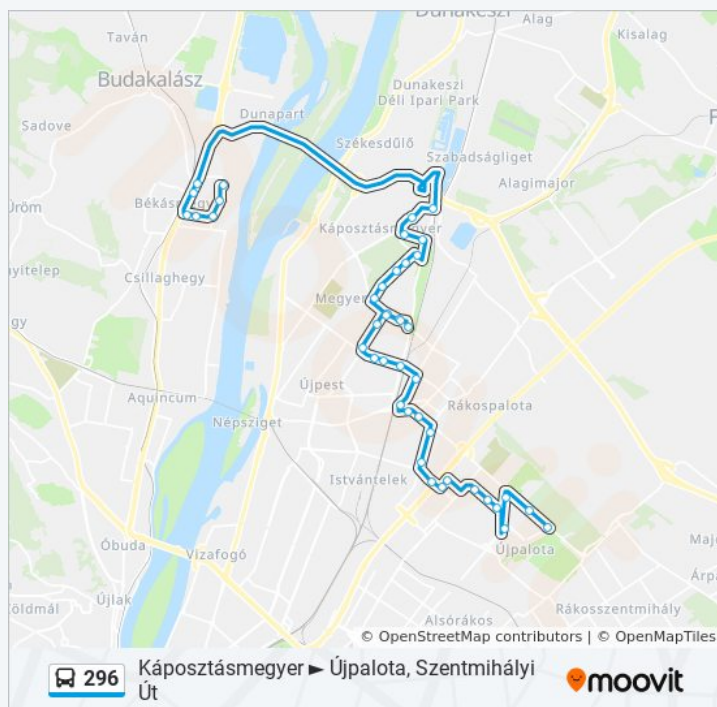 Dunakeszi
Alag
Taván
Kisalag
Budakalász
Dunakeszi
Déli Ipari Park
Sadove
Dunapart
Székesdűlő
Szabadságliget
Alagimajor
Üröm
Káposztásmegyer
Csillaghegy
Megyer
Újpest
Aquincum
Rákospalota
Népsziget
Istvántelek
Óbuda
Vizafogó
Újpalota
Újlak
Alsórákos
Rákosszentmihály
© OpenStreetMap contributors | © OpenMapTiles
296
Káposztásmegyer ► Újpalota, Szentmihályi
Út
moovit